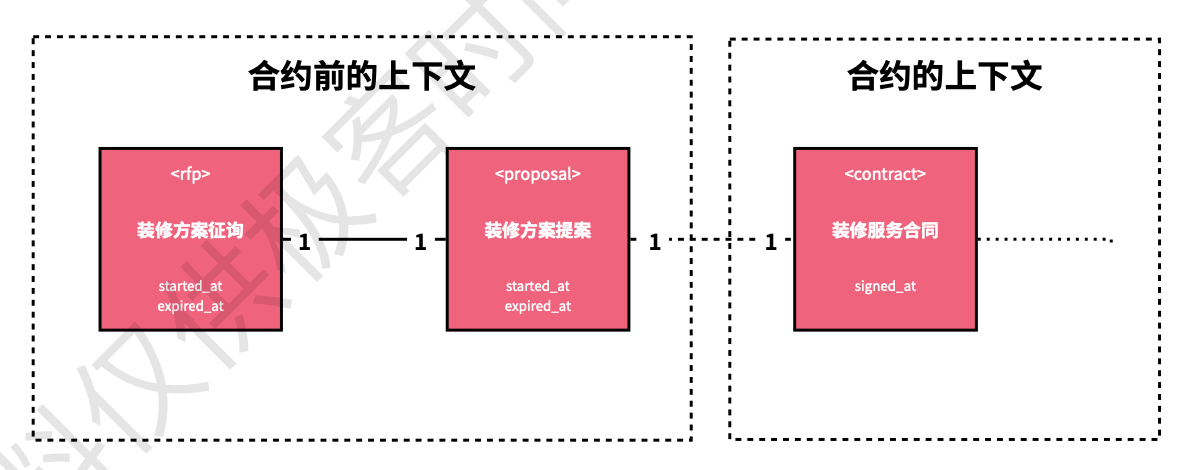 合约前的上下文
合约的上下文
<rfp>
装修方案征询
started_at
expired_at
1
1
<proposal>
装修方案提案
started_at
expired_at
1
1
<contract>
装修服务合同
signed_at
料仅供极客时间